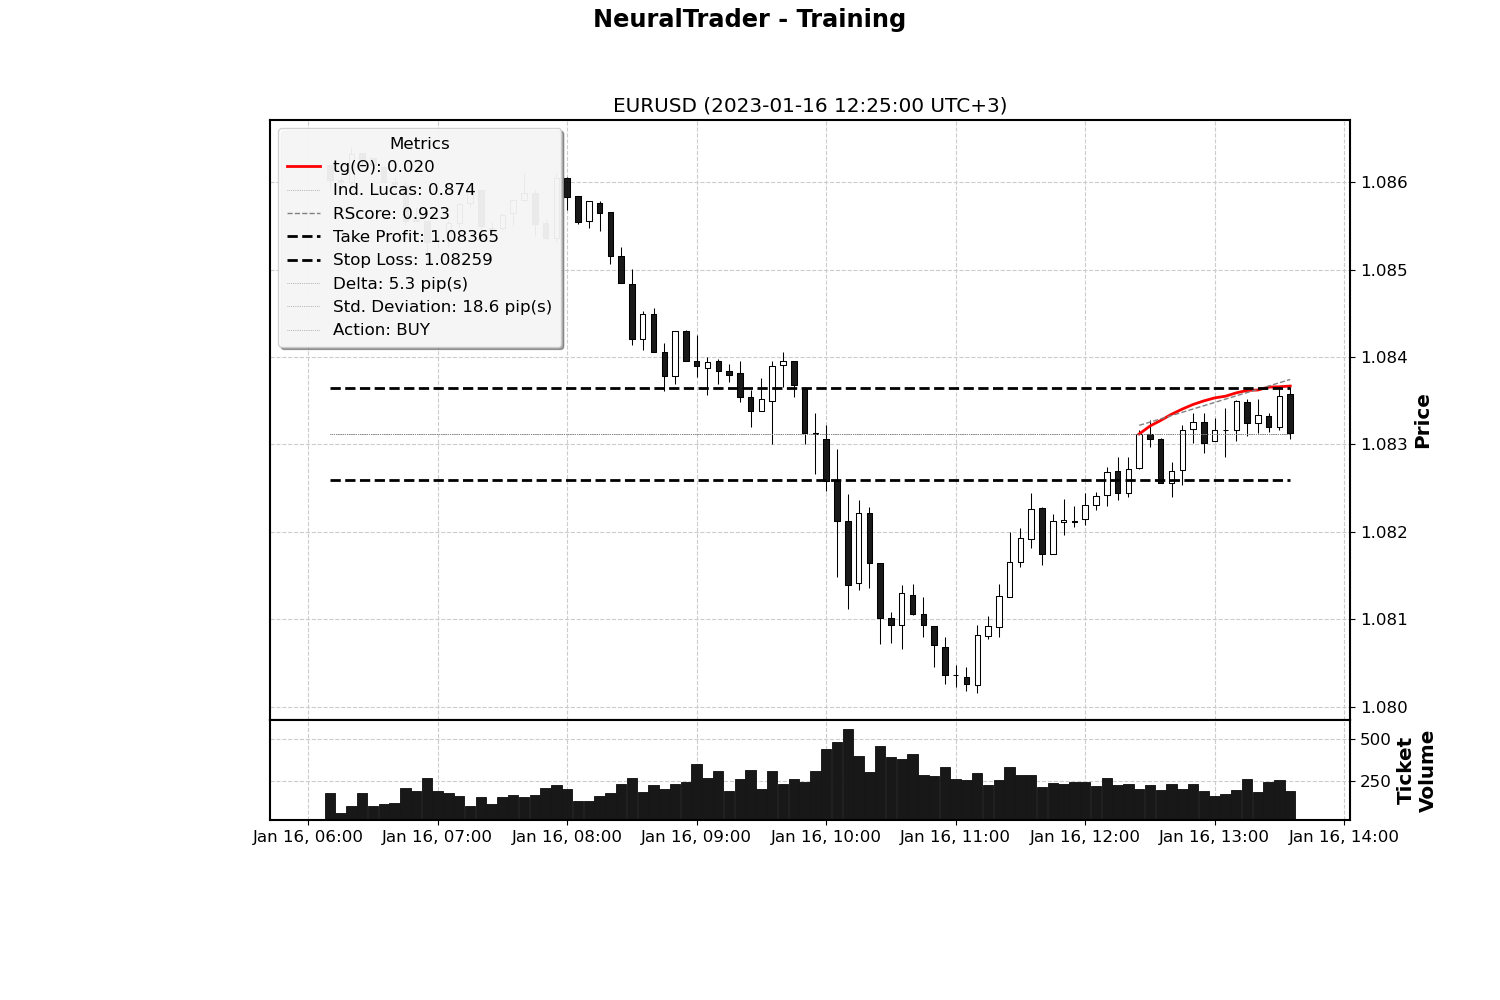 NeuralTrader - Training
EURUSD (2023-01-16 12:25:00 UTC+3)
Metrics
tg(Θ): 0.020
Ind. Lucas: 0.874
RScore: 0.923
Take Profit: 1.08365
Stop Loss: 1.08259
Delta: 5.3 pip(s)
Std. Deviation: 18.6 pip(s)
Action: BUY
1.086
1.085
1.084
1.083
1.082
1.081
1.080
Price
500
250
Ticket
Volume
Jan 16, 06:00
Jan 16, 07:00
Jan 16, 08:00
Jan 16, 09:00
Jan 16, 10:00
Jan 16, 11:00
Jan 16, 12:00
Jan 16, 13:00
Jan 16, 14:00